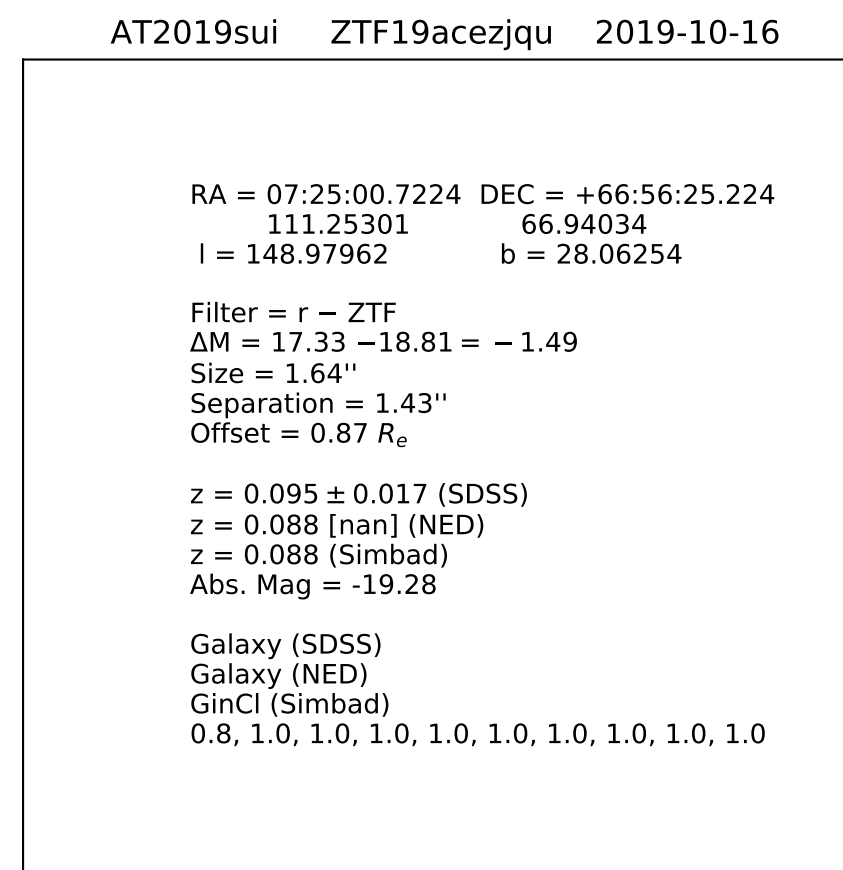 AT2019sui ZTF19acezjqu 2019-10-16
RA = 07:25:00.7224 DEC = +66:56:25.224
111.25301 66.94034
l = 148.97962 b = 28.06254
Filter = r − ZTF
ΔM = 17.33 −18.81 = − 1.49
Size = 1.64''
Separation = 1.43''
Offset = 0.87 Re
z = 0.095 ± 0.017 (SDSS)
z = 0.088 [nan] (NED)
z = 0.088 (Simbad)
Abs. Mag = -19.28
Galaxy (SDSS)
Galaxy (NED)
GinCl (Simbad)
0.8, 1.0, 1.0, 1.0, 1.0, 1.0, 1.0, 1.0, 1.0, 1.0